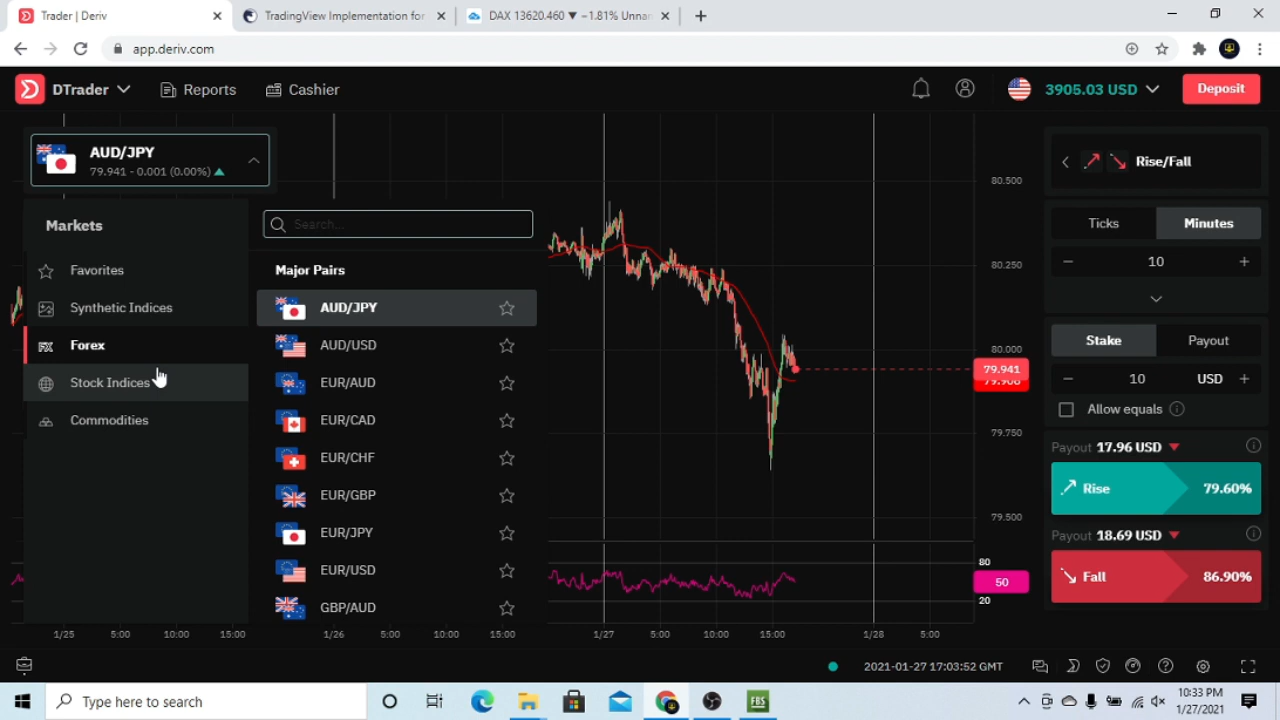 Trader | Deriv
TradingView Implementation for
DAX 13620.460 ▼ −1.81% Unnar
app.deriv.com
DTrader
Reports
Cashier
3905.03 USD
Deposit
AUD/JPY
79.941 - 0.001 (0.00%)
Markets
Favorites
Synthetic Indices
Forex
Stock Indices
Commodities
Search...
Major Pairs
AUD/JPY
AUD/USD
EUR/AUD
EUR/CAD
EUR/CHF
EUR/GBP
EUR/JPY
EUR/USD
GBP/AUD
80.500
80.250
80.000
79.941
79.750
79.500
80
50
20
1/25 5:00 10:00 15:00 1/26 5:00 10:00 15:00 1/27 5:00 10:00 15:00 1/28 5:00
Rise/Fall
Ticks Minutes
− 10 +
Stake Payout
− 10 USD +
Allow equals
Payout 17.96 USD
Rise 79.60%
Payout 18.69 USD
Fall 86.90%
2021-01-27 17:03:52 GMT
Type here to search
FBS
10:33 PM
1/27/2021